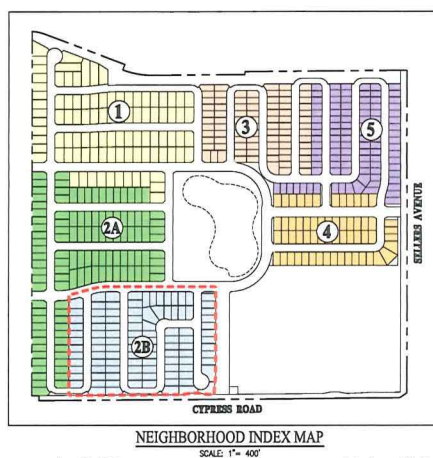 1
3
5
2A
4
SELLERS AVENUE
2B
CYPRESS ROAD
NEIGHBORHOOD INDEX MAP
SCALE: 1"= 400'